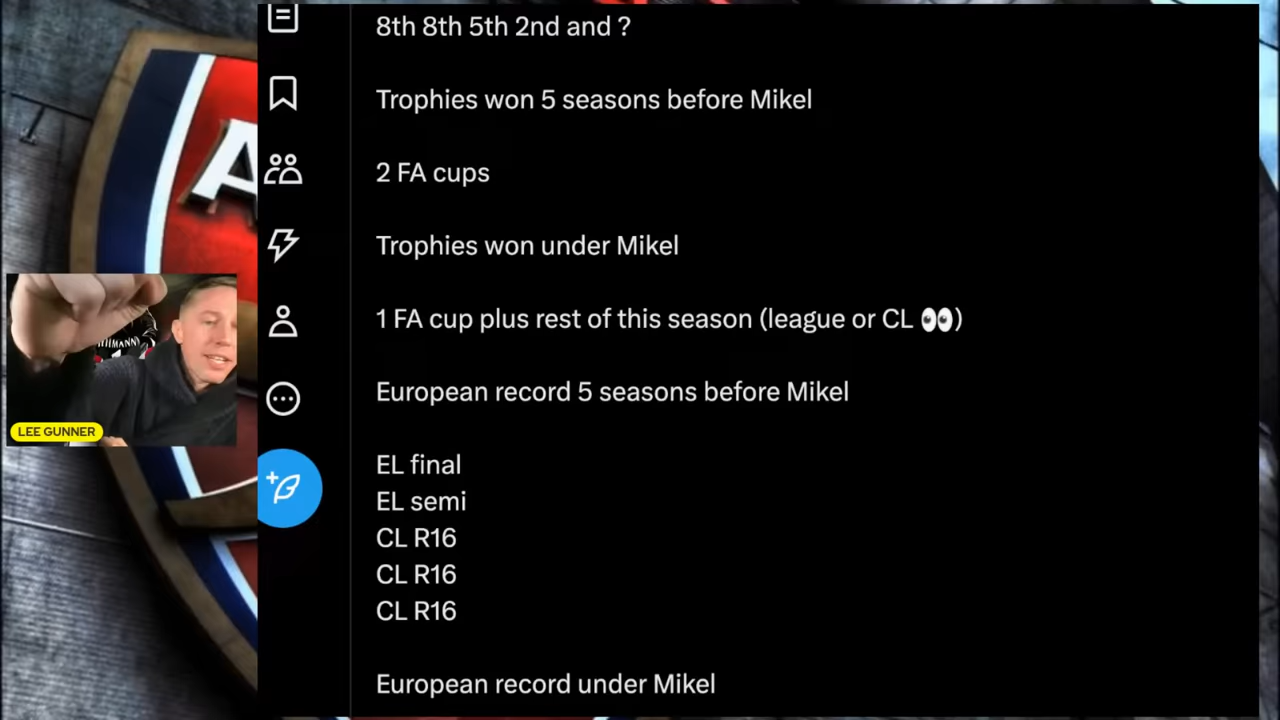 8th 8th 5th 2nd and ?
Trophies won 5 seasons before Mikel
2 FA cups
Trophies won under Mikel
1 FA cup plus rest of this season (league or CL 👀)
European record 5 seasons before Mikel
EL final
EL semi
CL R16
CL R16
CL R16
European record under Mikel
LEE GUNNER